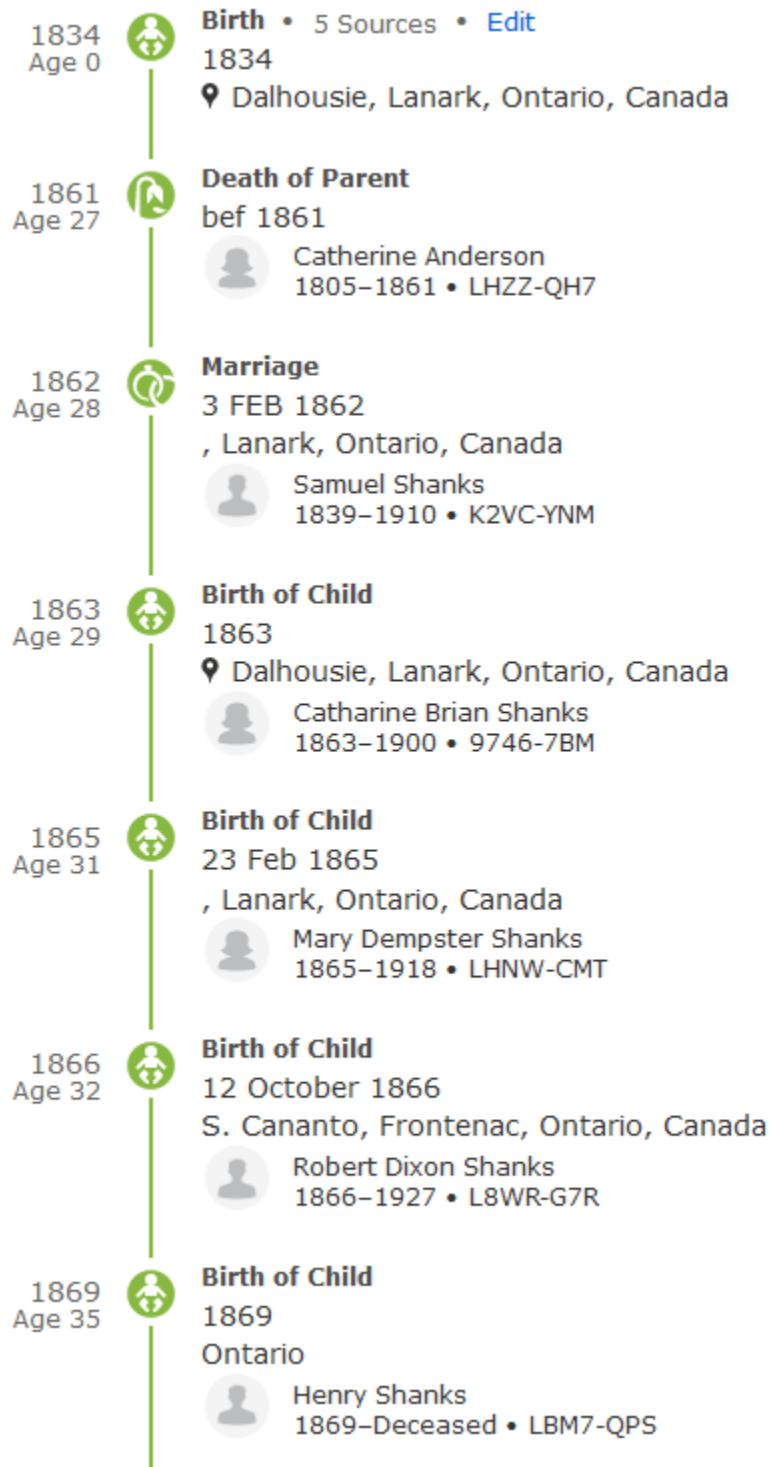 1834
Age 0
Birth • 5 Sources • Edit
1834
Dalhousie, Lanark, Ontario, Canada
1861
Age 27
Death of Parent
bef 1861
Catherine Anderson
1805–1861 • LHZZ-QH7
1862
Age 28
Marriage
3 FEB 1862
, Lanark, Ontario, Canada
Samuel Shanks
1839–1910 • K2VC-YNM
1863
Age 29
Birth of Child
1863
Dalhousie, Lanark, Ontario, Canada
Catharine Brian Shanks
1863–1900 • 9746-7BM
1865
Age 31
Birth of Child
23 Feb 1865
, Lanark, Ontario, Canada
Mary Dempster Shanks
1865–1918 • LHNW-CMT
1866
Age 32
Birth of Child
12 October 1866
S. Cananto, Frontenac, Ontario, Canada
Robert Dixon Shanks
1866–1927 • L8WR-G7R
1869
Age 35
Birth of Child
1869
Ontario
Henry Shanks
1869–Deceased • LBM7-QPS